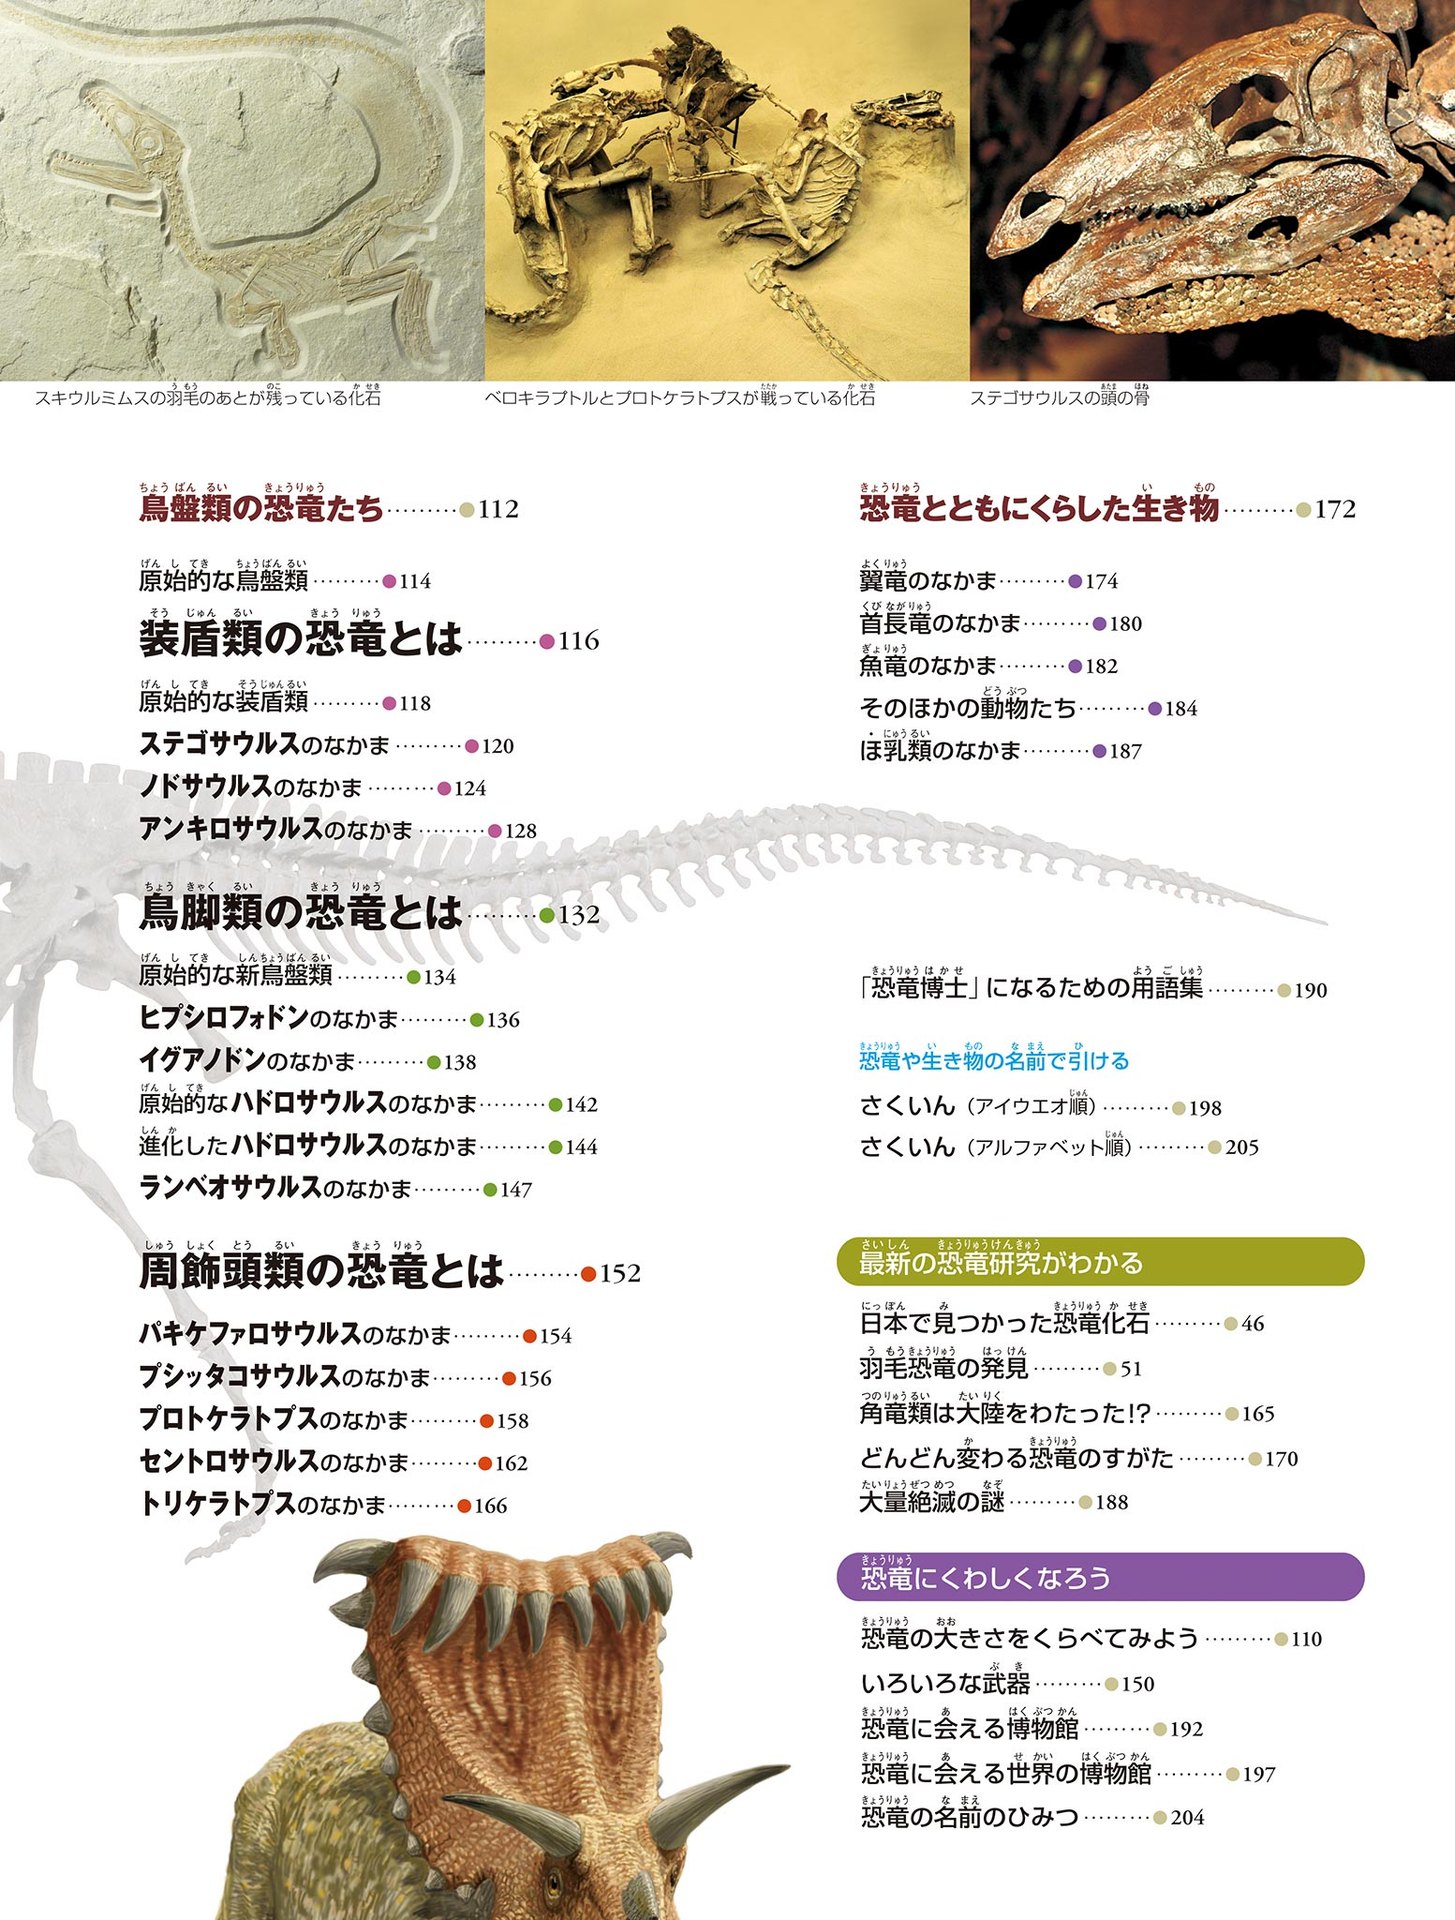 スキウルミムスの羽毛のあとが残っている化石
ベロキラプトルとプロトケラトプスが戦っている化石
ステゴサウルスの頭の骨
鳥盤類の恐竜たち………112
原始的な鳥盤類………114
装盾類の恐竜とは………116
原始的な装盾類………118
ステゴサウルスのなかま………120
ノドサウルスのなかま………124
アンキロサウルスのなかま………128
鳥脚類の恐竜とは………132
原始的な新鳥盤類………134
ヒプシロフォドンのなかま………136
イグアノドンのなかま………138
原始的なハドロサウルスのなかま………142
進化したハドロサウルスのなかま………144
ランベオサウルスのなかま………147
周飾頭類の恐竜とは………152
パキケファロサウルスのなかま………154
プシッタコサウルスのなかま………156
プロトケラトプスのなかま………158
セントロサウルスのなかま………162
トリケラトプスのなかま………166
恐竜とともにくらした生き物………172
翼竜のなかま………174
首長竜のなかま………180
魚竜のなかま………182
そのほかの動物たち………184
ほ乳類のなかま………187
「恐竜博士」になるための用語集………190
恐竜や生き物の名前で引ける
さくいん（アイウエオ順）………198
さくいん（アルファベット順）………205
最新の恐竜研究がわかる
日本で見つかった恐竜化石………46
羽毛恐竜の発見………51
角竜類は大陸をわたった!?………165
どんどん変わる恐竜のすがた………170
大量絶滅の謎………188
恐竜にくわしくなろう
恐竜の大きさをくらべてみよう………110
いろいろな武器………150
恐竜に会える博物館………192
恐竜に会える世界の博物館………197
恐竜の名前のひみつ………204